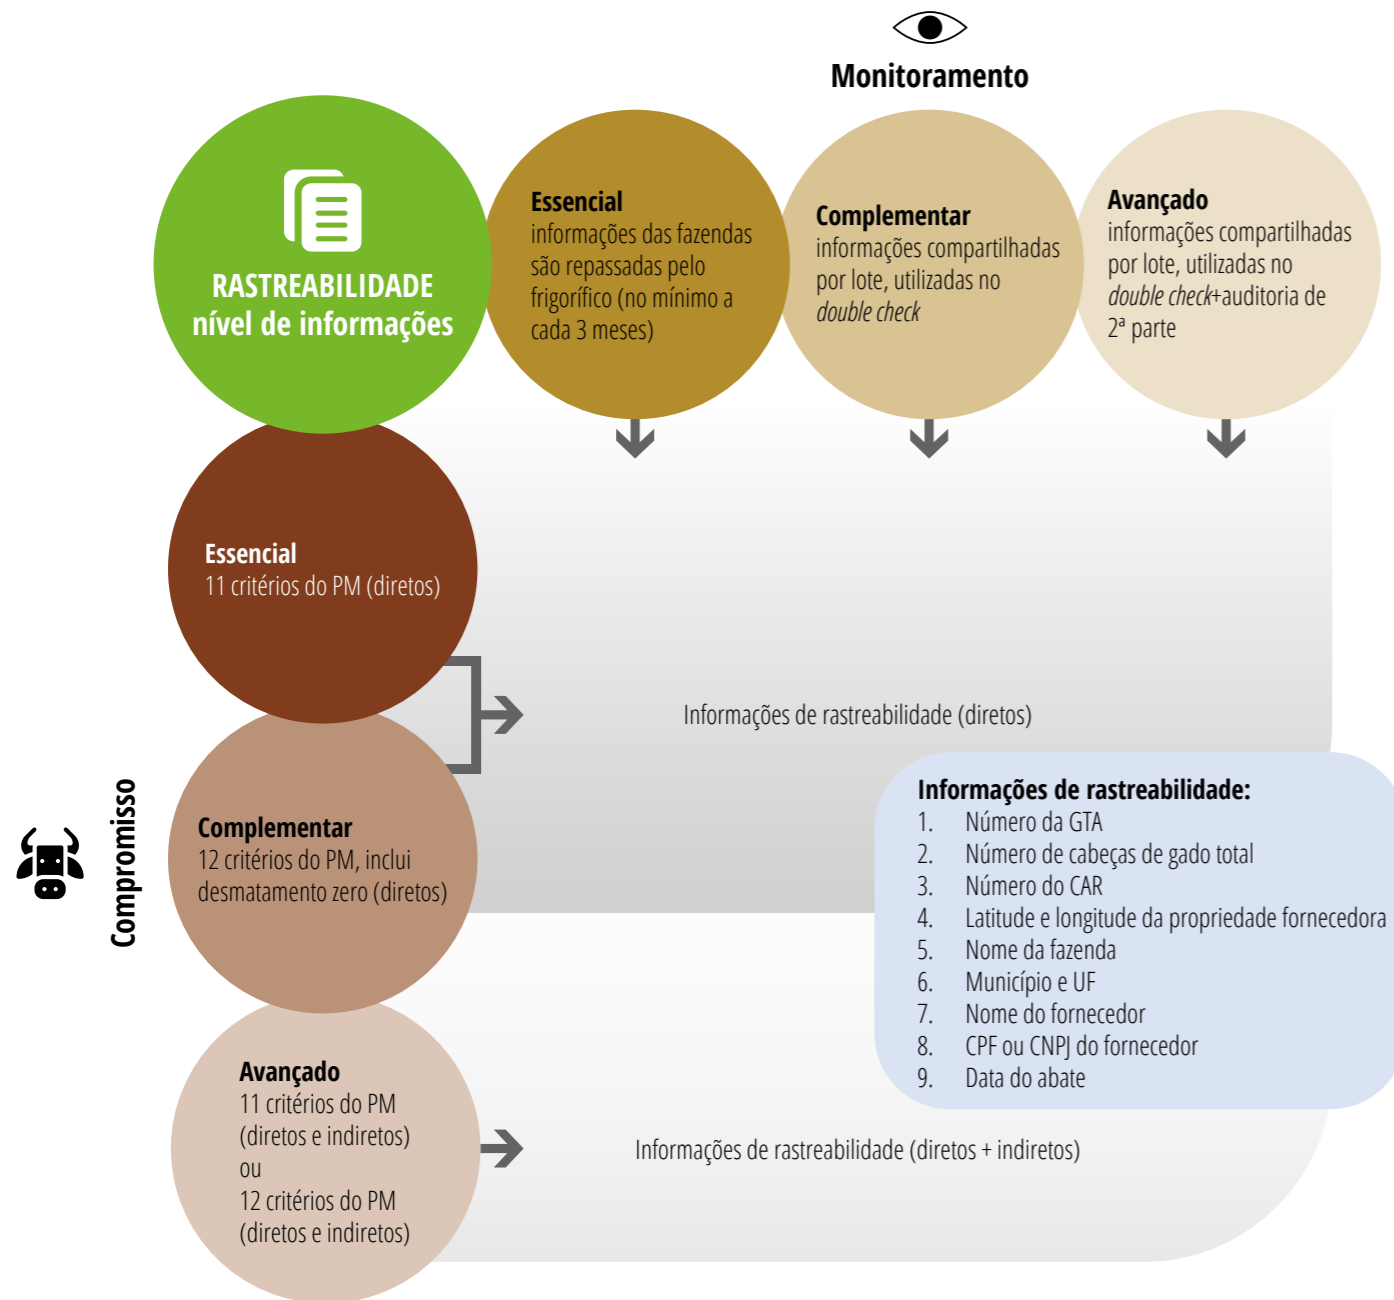 Monitoramento
RASTREABILIDADE
nível de informações
Essencial
informações das fazendas
são repassadas pelo
frigorífico (no mínimo a
cada 3 meses)
Complementar
informações compartilhadas
por lote, utilizadas no
double check
Avançado
informações compartilhadas
por lote, utilizadas no
double check+auditoria de
2ª parte
Essencial
11 critérios do PM (diretos)
Informações de rastreabilidade (diretos)
Compromisso
Complementar
12 critérios do PM, inclui
desmatamento zero (diretos)
Informações de rastreabilidade:
1. Número da GTA
2. Número de cabeças de gado total
3. Número do CAR
4. Latitude e longitude da propriedade fornecedora
5. Nome da fazenda
6. Município e UF
7. Nome do fornecedor
8. CPF ou CNPJ do fornecedor
9. Data do abate
Avançado
11 critérios do PM
(diretos e indiretos)
ou
12 critérios do PM
(diretos e indiretos)
Informações de rastreabilidade (diretos + indiretos)